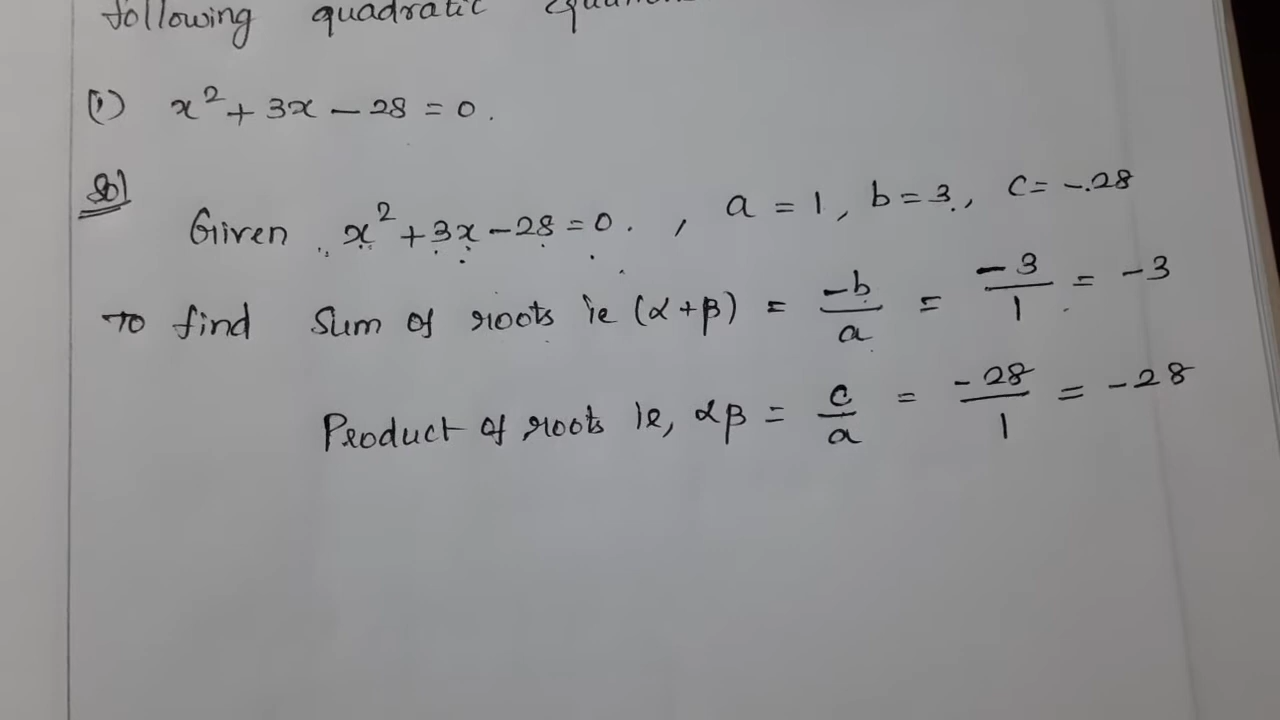 following quadratic equations
(1) x² + 3x - 28 = 0.
Sol
Given x² + 3x - 28 = 0. , a = 1, b = 3, c = -28
To find Sum of roots ie (α+β) = -b/a = -3/1 = -3
Product of roots ie, αβ = c/a = -28/1 = -28